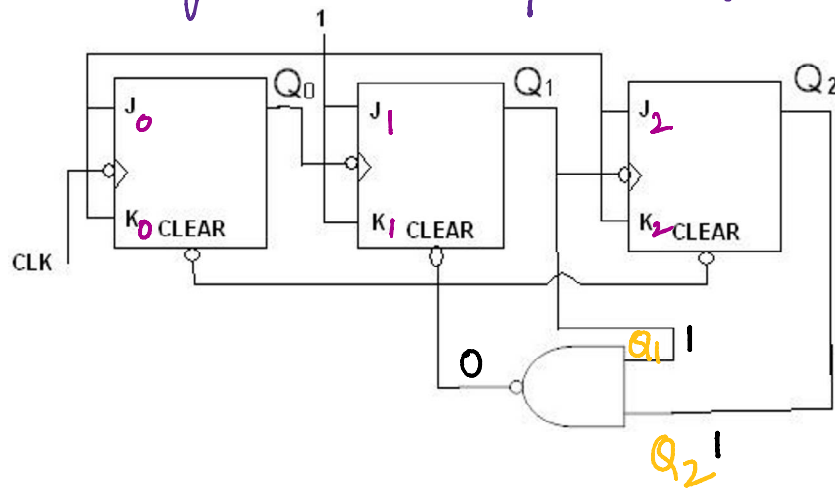 1
Q0 Q1 Q2
J0 J1 J2
K0 CLEAR K1 CLEAR K2 CLEAR
CLK
0 Q1 1
Q2 1